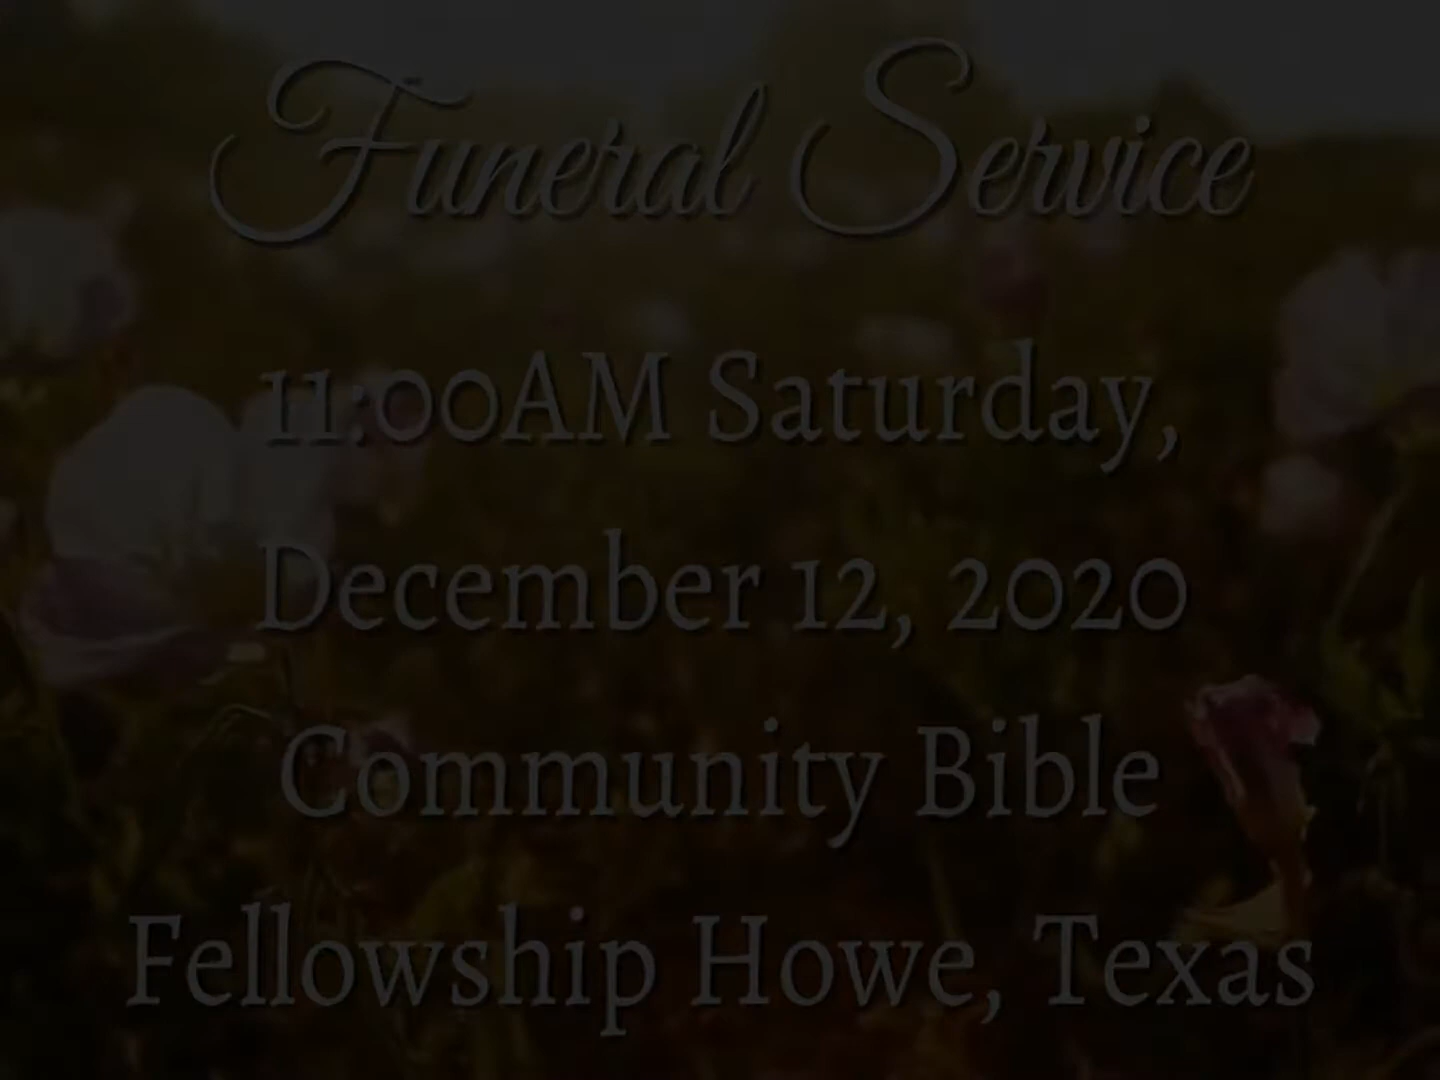 Funeral Service
11:00AM Saturday,
December 12, 2020
Community Bible
Fellowship Howe, Texas